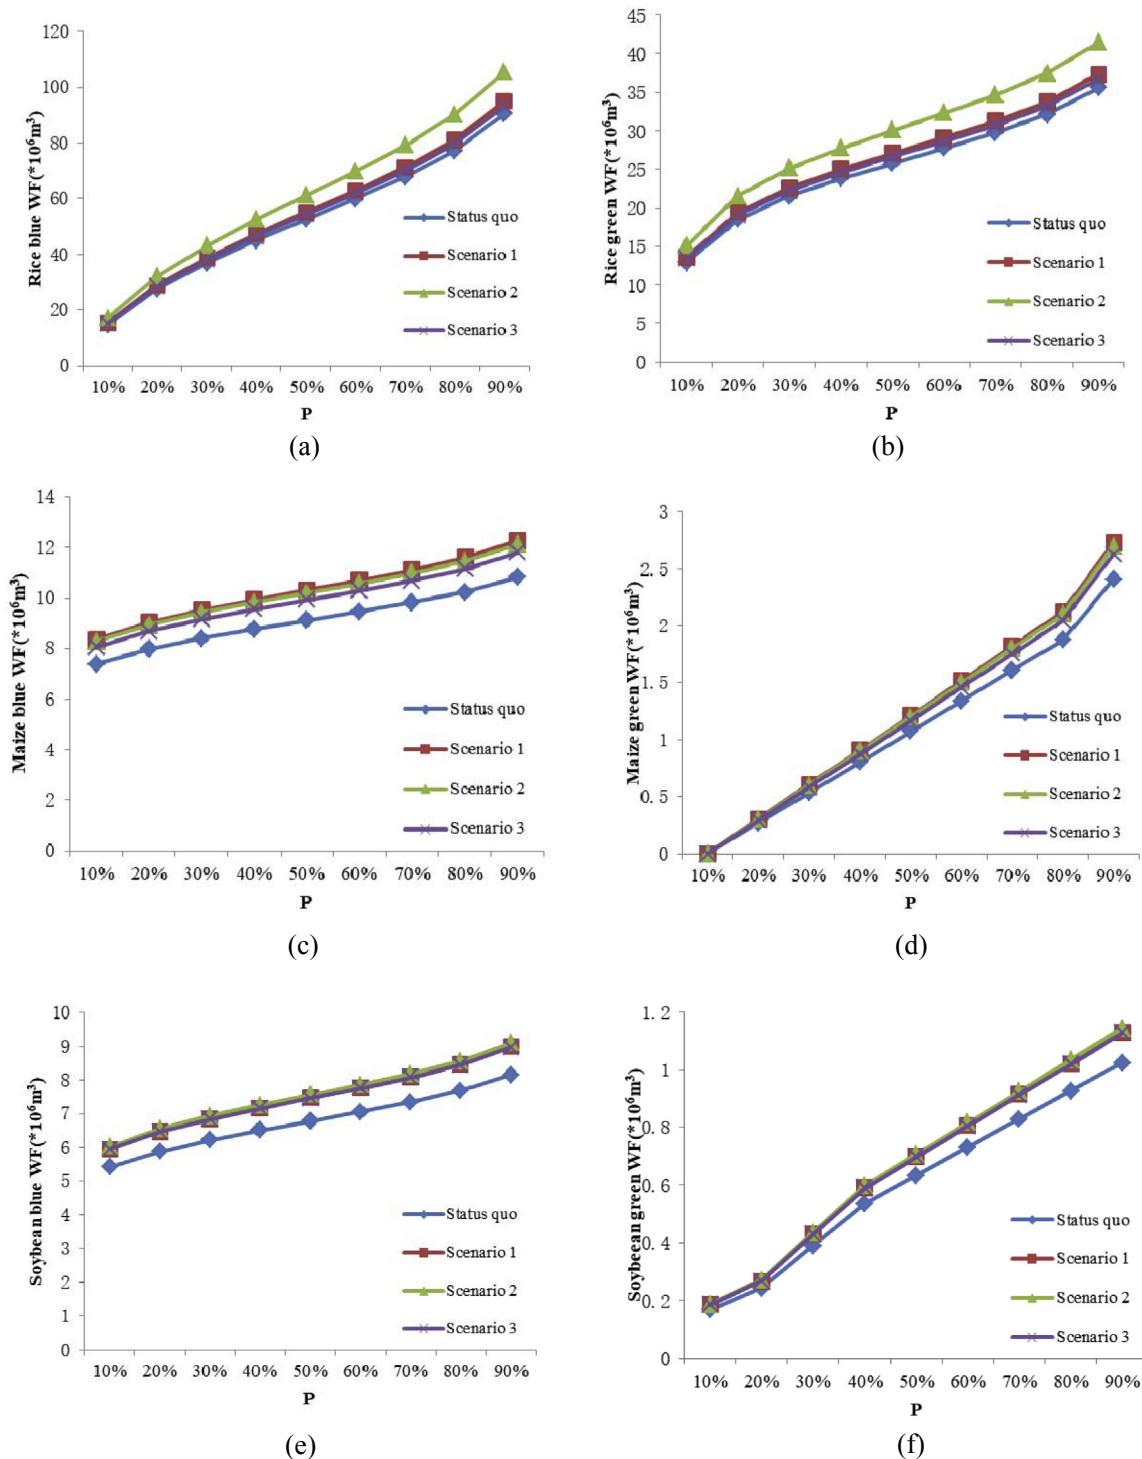 120
100
80
60
40
20
0
Rice blue WF(*10⁶m³)
Status quo
Scenario 1
Scenario 2
Scenario 3
10% 20% 30% 40% 50% 60% 70% 80% 90%
P
(a)
45
40
35
30
25
20
15
10
5
0
Rice green WF(*10⁶m³)
Status quo
Scenario 1
Scenario 2
Scenario 3
10% 20% 30% 40% 50% 60% 70% 80% 90%
P
(b)
14
12
10
8
6
4
2
0
Maize blue WF(*10⁶m³)
Status quo
Scenario 1
Scenario 2
Scenario 3
10% 20% 30% 40% 50% 60% 70% 80% 90%
P
(c)
3
2.5
2
1.5
1
0.5
0
Maize green WF(*10⁶m³)
Status quo
Scenario 1
Scenario 2
Scenario 3
10% 20% 30% 40% 50% 60% 70% 80% 90%
P
(d)
10
9
8
7
6
5
4
3
2
1
0
Soybean blue WF(*10⁶m³)
Status quo
Scenario 1
Scenario 2
Scenario 3
10% 20% 30% 40% 50% 60% 70% 80% 90%
P
(e)
1.2
1
0.8
0.6
0.4
0.2
0
Soybeean green WF(*10⁶m³)
Status quo
Scenario 1
Scenario 2
Scenario 3
10% 20% 30% 40% 50% 60% 70% 80% 90%
P
(f)